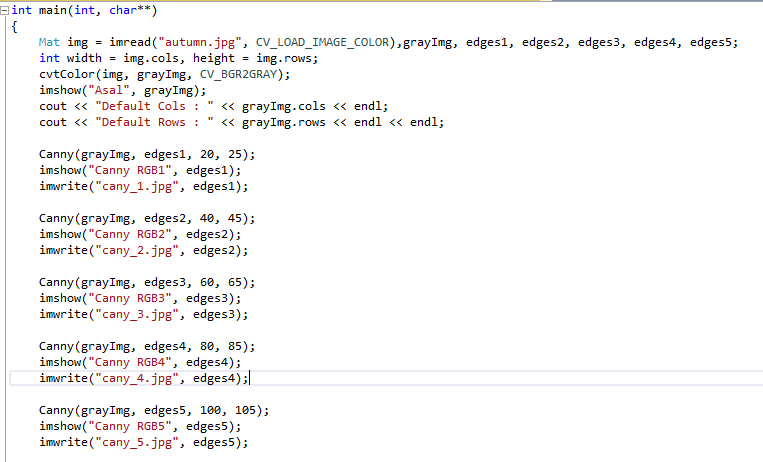 int main(int, char**)
{
    Mat img = imread("autumn.jpg", CV_LOAD_IMAGE_COLOR),grayImg, edges1, edges2, edges3, edges4, edges5;
    int width = img.cols, height = img.rows;
    cvtColor(img, grayImg, CV_BGR2GRAY);
    imshow("Asal", grayImg);
    cout << "Default Cols : " << grayImg.cols << endl;
    cout << "Default Rows : " << grayImg.rows << endl << endl;

    Canny(grayImg, edges1, 20, 25);
    imshow("Canny RGB1", edges1);
    imwrite("cany_1.jpg", edges1);

    Canny(grayImg, edges2, 40, 45);
    imshow("Canny RGB2", edges2);
    imwrite("cany_2.jpg", edges2);

    Canny(grayImg, edges3, 60, 65);
    imshow("Canny RGB3", edges3);
    imwrite("cany_3.jpg", edges3);

    Canny(grayImg, edges4, 80, 85);
    imshow("Canny RGB4", edges4);
    imwrite("cany_4.jpg", edges4);

    Canny(grayImg, edges5, 100, 105);
    imshow("Canny RGB5", edges5);
    imwrite("cany_5.jpg", edges5);